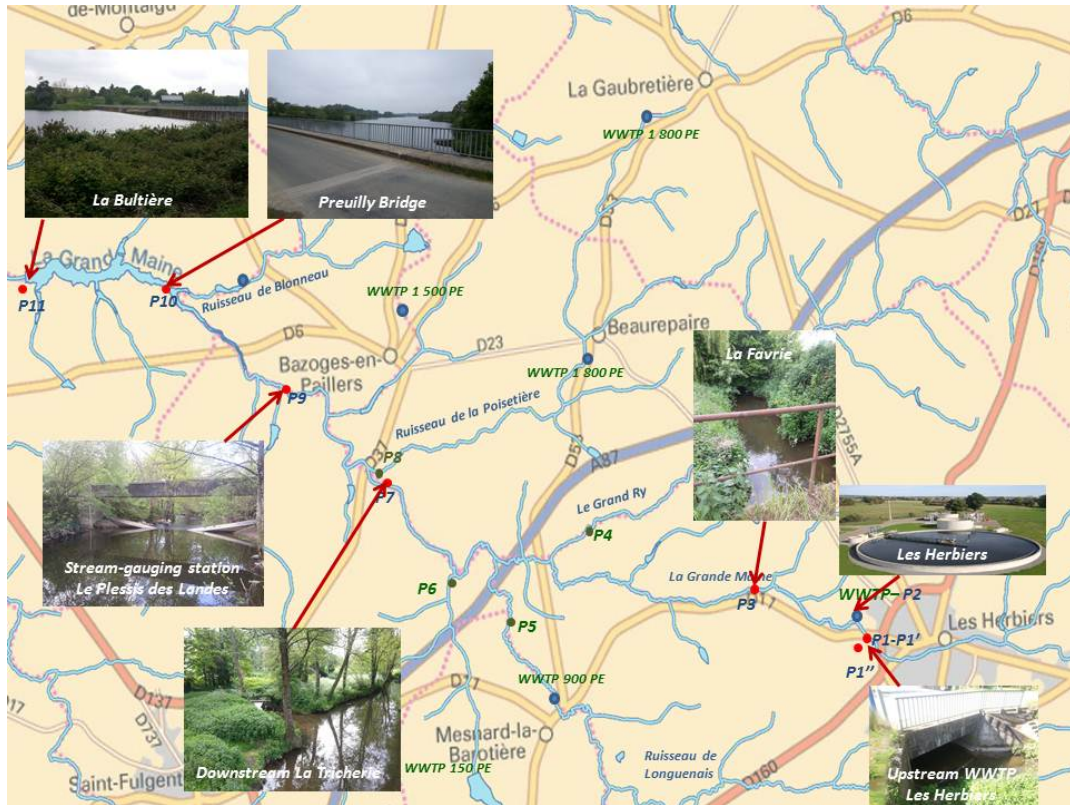 de-Montaigu
D6
La Gaubretière
WWTP 1 800 PE
La Bultière
Preuilly Bridge
D27
D33
La Grande Maine
P11
P10
Ruisseau de Blonneau
WWTP 1 500 PE
D6
D23
Bazoges-en-
Paillers
Beaurepaire
WWTP 1 800 PE
La Favrie
P9
Ruisseau de la Poisetière
D37
P8
P7
A87
D2755A
Le Grand Ry
P4
Les Herbiers
Stream-gauging station
Le Plessis des Landes
P6
La Grande Maine
P3
WWTP– P2
P5
Les Herbiers
P1-P1’
P1’’
WWTP 900 PE
D137
D17
D737
Mesnard-la-
Barotière
Downstream La Tricherie
WWTP 150 PE
Ruisseau de
Longuenais
D160
Saint-Fulgent
Upstream WWTP
Les Herbiers